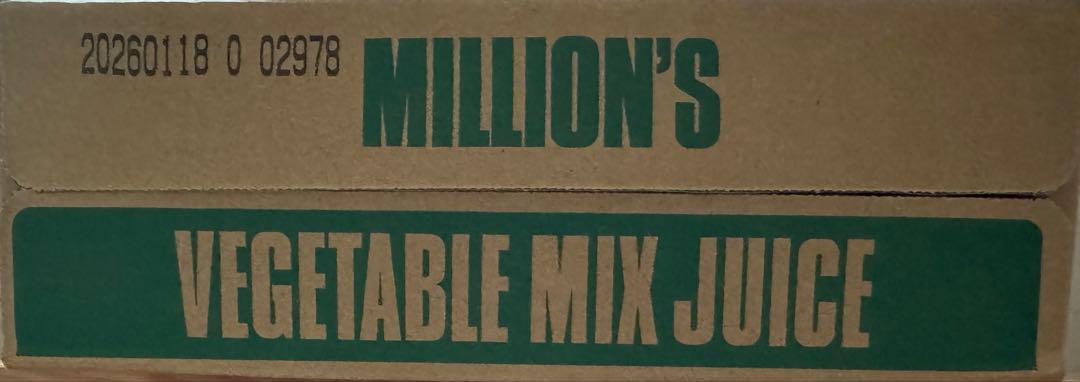 20260118 0 02978
MILLION'S
VEGETABLE MIX JUICE